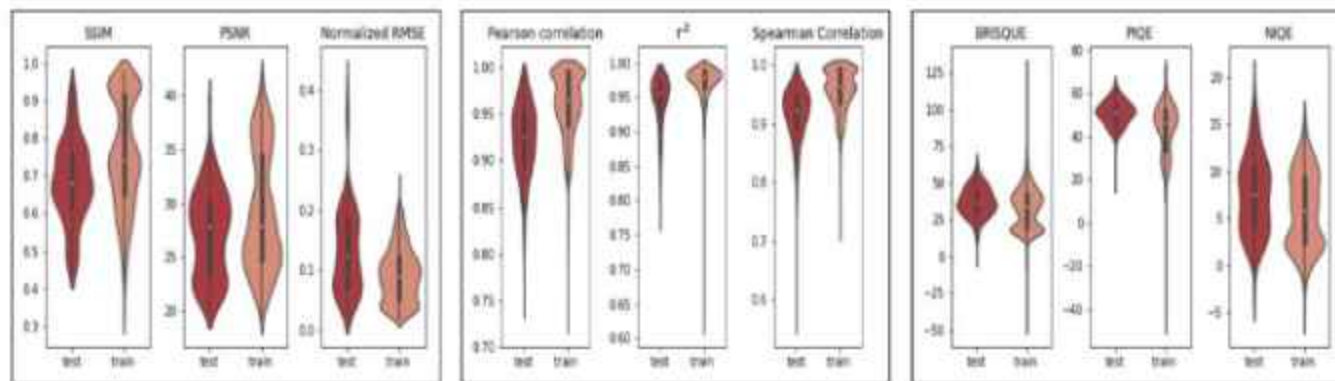 SSIM PSNR Normalized RMSE
1.0 0.9 0.8 0.7 0.6 0.5 0.4 0.3
40 35 30 25 20
0.4 0.3 0.2 0.1 0.0
test train test train test train
Pearson correlation r² Spearman Correlation
1.00 0.95 0.90 0.85 0.80 0.75 0.70
1.00 0.95 0.90 0.85 0.80 0.75 0.70 0.65 0.60
1.0 0.9 0.8 0.7 0.6
test train test train test train
BRISQUE PIQE NIQE
125 100 75 50 25 0 −25 −50
80 60 40 20 0 −20 −40
20 15 10 5 0 −5
test train test train test train